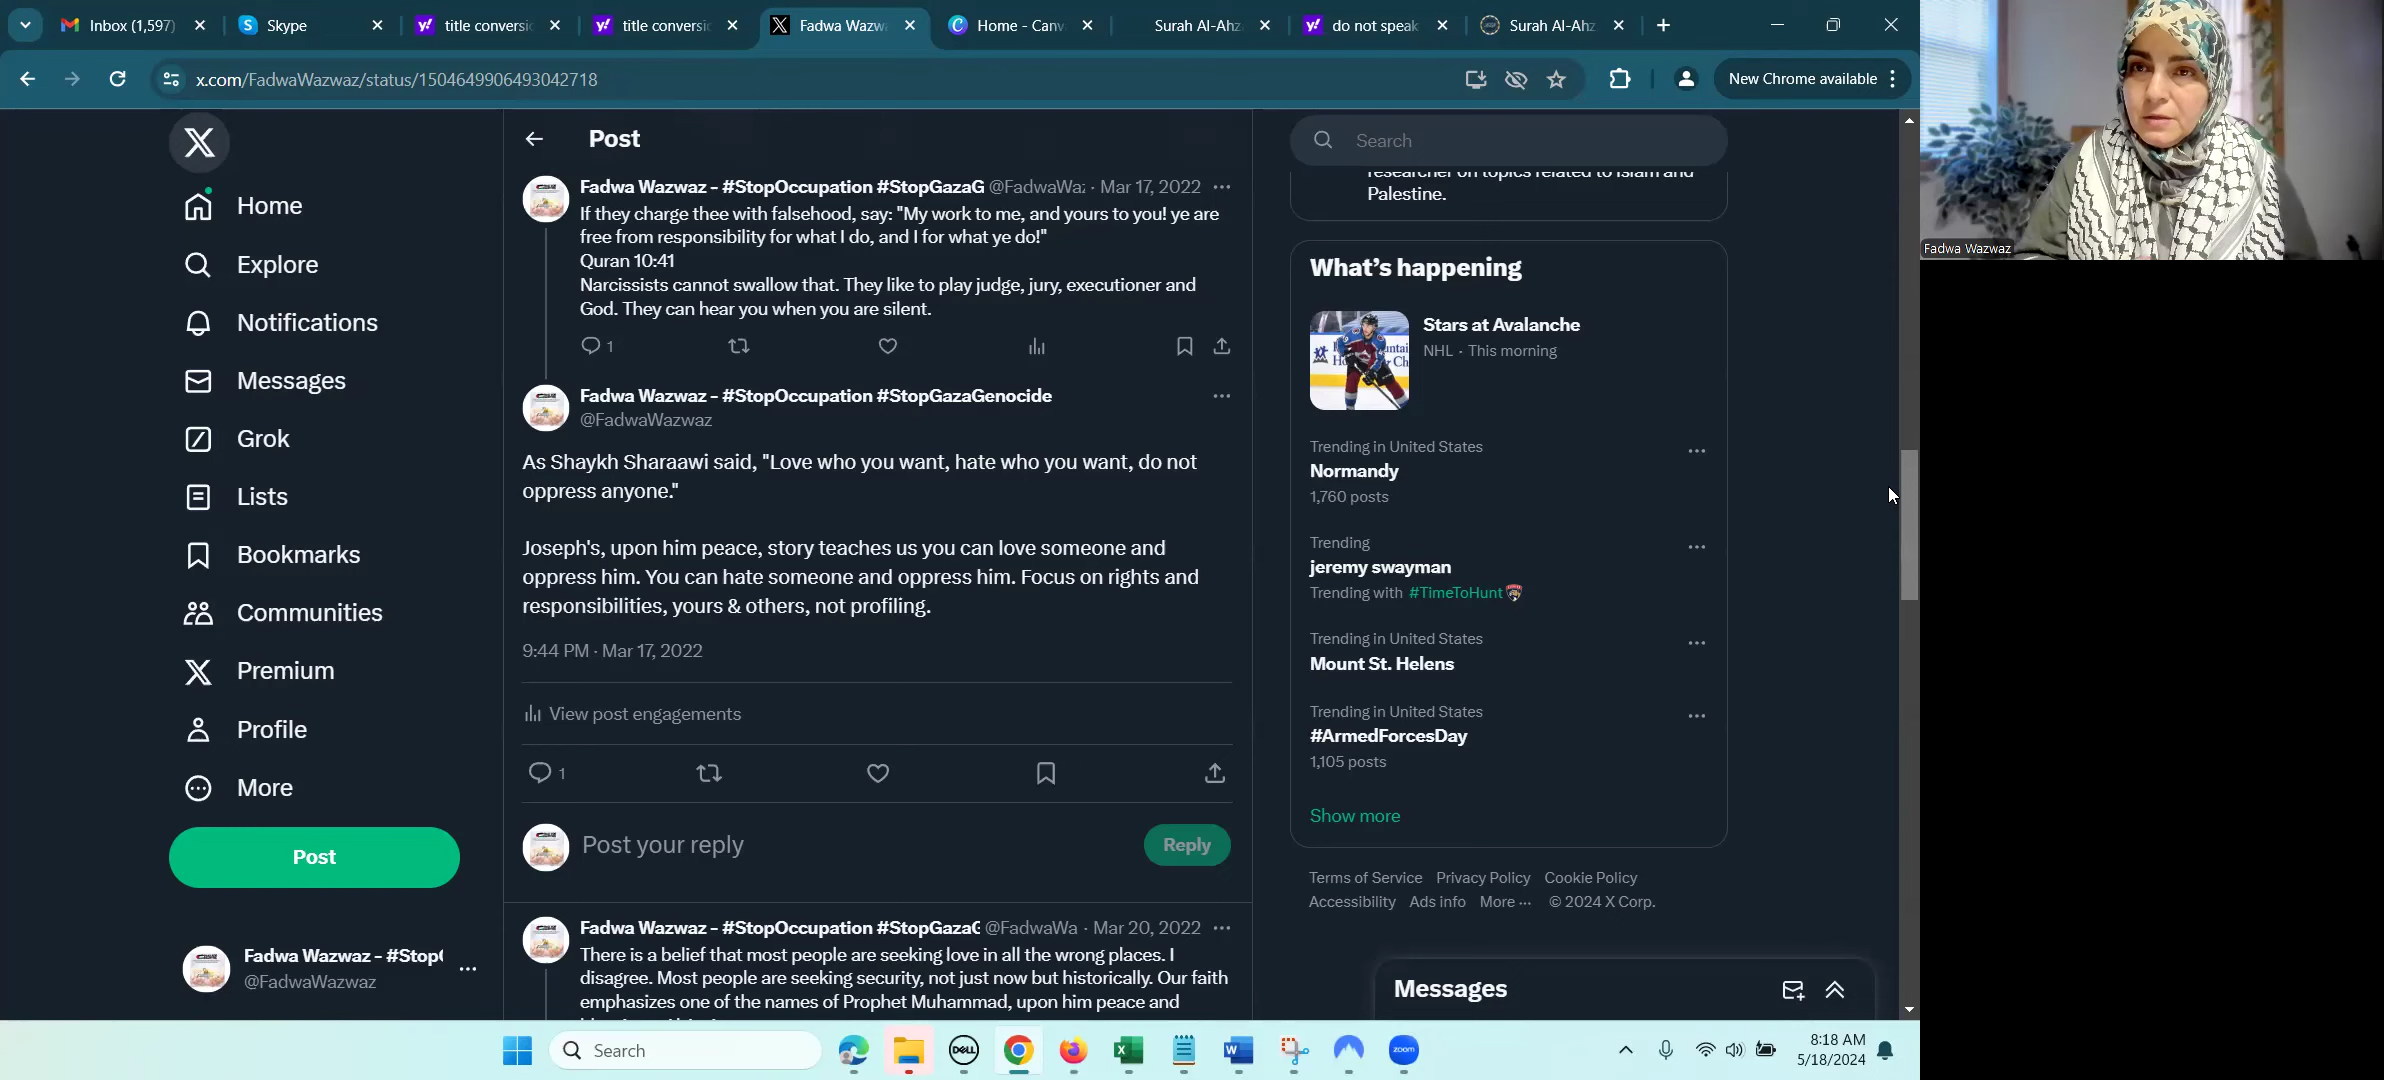 Inbox (1,597)
Skype
title conversi
title conversi
Fadwa Wazw
Home - Canv
Surah Al-Ahz
do not speak
Surah Al-Ahz
x.com/FadwaWazwaz/status/1504649906493042718
New Chrome available
Home
Explore
Notifications
Messages
Grok
Lists
Bookmarks
Communities
Premium
Profile
More
Post
Fadwa Wazwaz - #Stop
@FadwaWazwaz
Post
Fadwa Wazwaz - #StopOccupation #StopGazaG @FadwaWaz · Mar 17, 2022
If they charge thee with falsehood, say: "My work to me, and yours to you! ye are
free from responsibility for what I do, and I for what ye do!"
Quran 10:41
Narcissists cannot swallow that. They like to play judge, jury, executioner and
God. They can hear you when you are silent.
1
Fadwa Wazwaz - #StopOccupation #StopGazaGenocide
@FadwaWazwaz
As Shaykh Sharaawi said, "Love who you want, hate who you want, do not
oppress anyone."
Joseph's, upon him peace, story teaches us you can love someone and
oppress him. You can hate someone and oppress him. Focus on rights and
responsibilities, yours & others, not profiling.
9:44 PM · Mar 17, 2022
View post engagements
1
Post your reply
Reply
Fadwa Wazwaz - #StopOccupation #StopGazaG @FadwaWa · Mar 20, 2022
There is a belief that most people are seeking love in all the wrong places. I
disagree. Most people are seeking security, not just now but historically. Our faith
emphasizes one of the names of Prophet Muhammad, upon him peace and
Search
researcher on topics related to Islam and
Palestine.
What's happening
Stars at Avalanche
NHL · This morning
Trending in United States
Normandy
1,760 posts
Trending
jeremy swayman
Trending with #TimeToHunt
Trending in United States
Mount St. Helens
Trending in United States
#ArmedForcesDay
1,105 posts
Show more
Terms of Service Privacy Policy Cookie Policy
Accessibility Ads info More ··· © 2024 X Corp.
Messages
Fadwa Wazwaz
Search
DELL
zoom
8:18 AM
5/18/2024